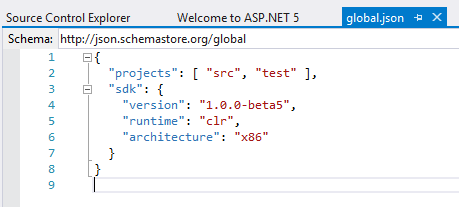 Source Control Explorer Welcome to ASP.NET 5 global.json
Schema: http://json.schemastore.org/global
1 {
2 "projects": [ "src", "test" ],
3 "sdk": {
4 "version": "1.0.0-beta5",
5 "runtime": "clr",
6 "architecture": "x86"
7 }
8 }
9